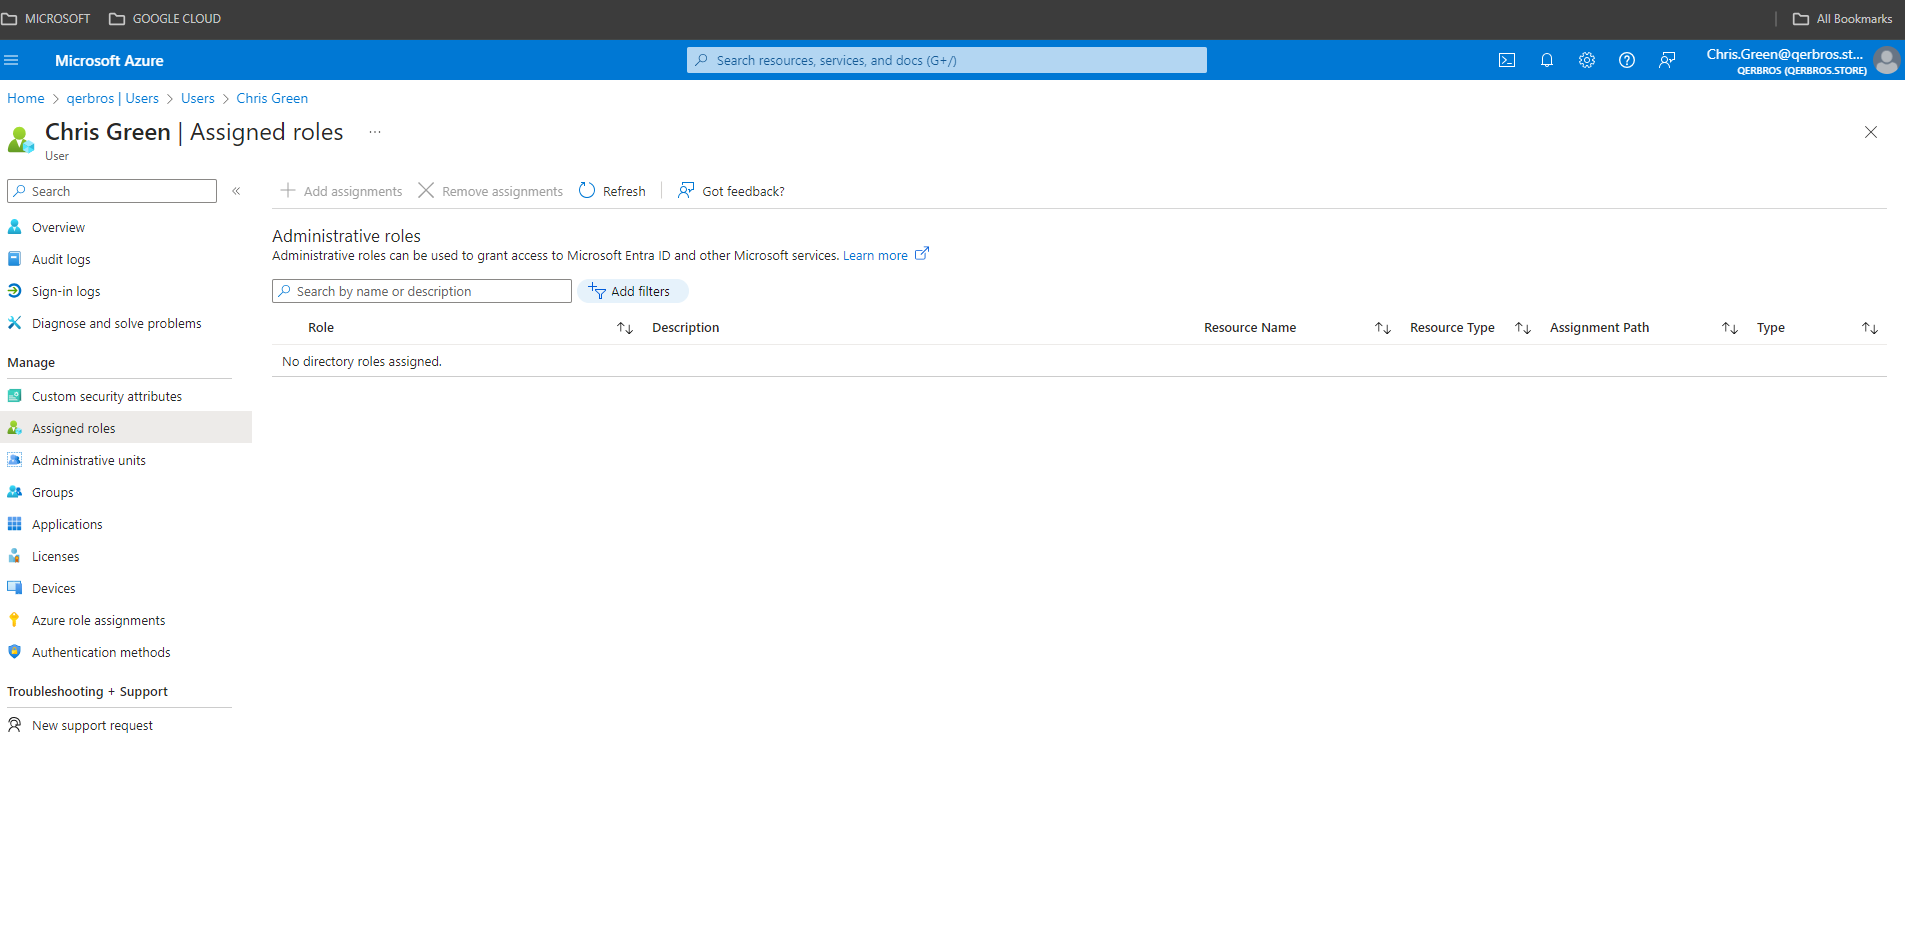 MICROSOFT GOOGLE CLOUD All Bookmarks
Microsoft Azure Search resources, services, and docs (G+/) Chris.Green@qerbros.st...
QERBROS (QERBROS.STORE)
Home > qerbros | Users > Users > Chris Green
Chris Green | Assigned roles ...
User
Search «
Add assignments Remove assignments Refresh Got feedback?
Overview
Audit logs
Sign-in logs
Diagnose and solve problems
Manage
Custom security attributes
Assigned roles
Administrative units
Groups
Applications
Licenses
Devices
Azure role assignments
Authentication methods
Troubleshooting + Support
New support request
Administrative roles
Administrative roles can be used to grant access to Microsoft Entra ID and other Microsoft services. Learn more
Search by name or description Add filters
Role Description Resource Name Resource Type Assignment Path Type
No directory roles assigned.